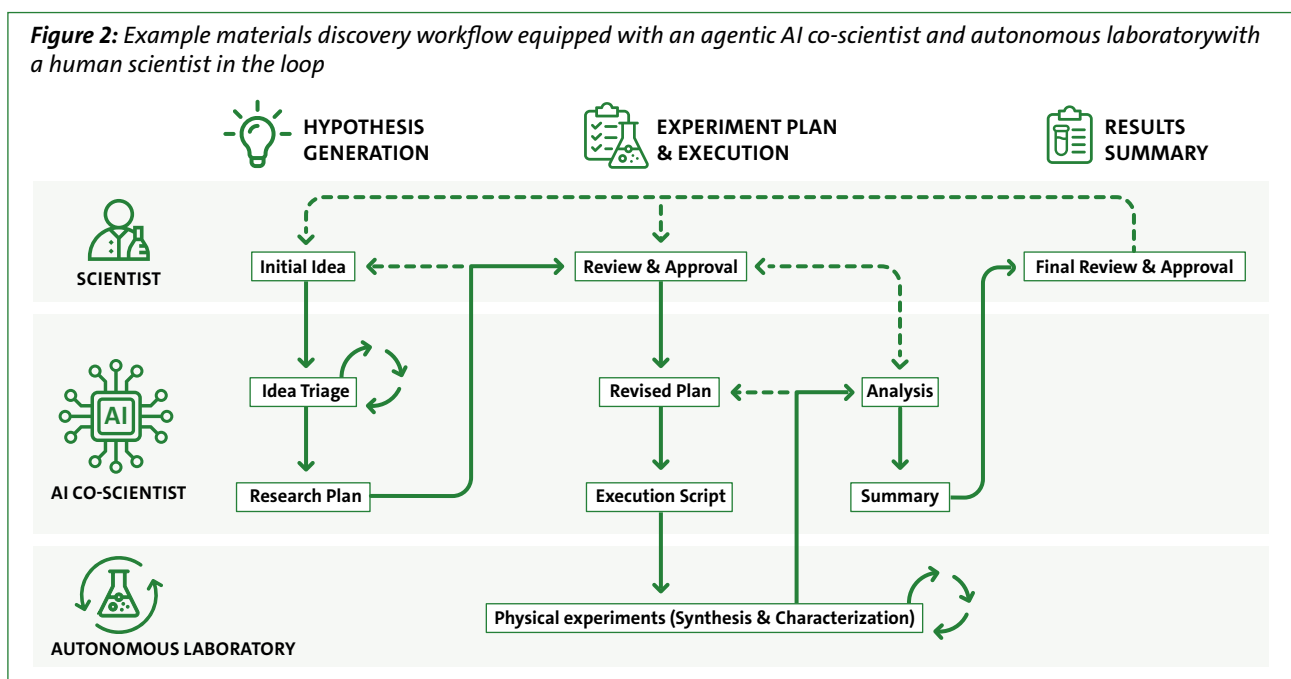 Figure 2: Example materials discovery workflow equipped with an agentic AI co-scientist and autonomous laboratorywith
a human scientist in the loop
HYPOTHESIS
GENERATION
EXPERIMENT PLAN
& EXECUTION
RESULTS
SUMMARY
SCIENTIST
Initial Idea
Review & Approval
Final Review & Approval
AI
AI CO-SCIENTIST
Idea Triage
Revised Plan
Analysis
Research Plan
Execution Script
Summary
AUTONOMOUS LABORATORY
Physical experiments (Synthesis & Characterization)